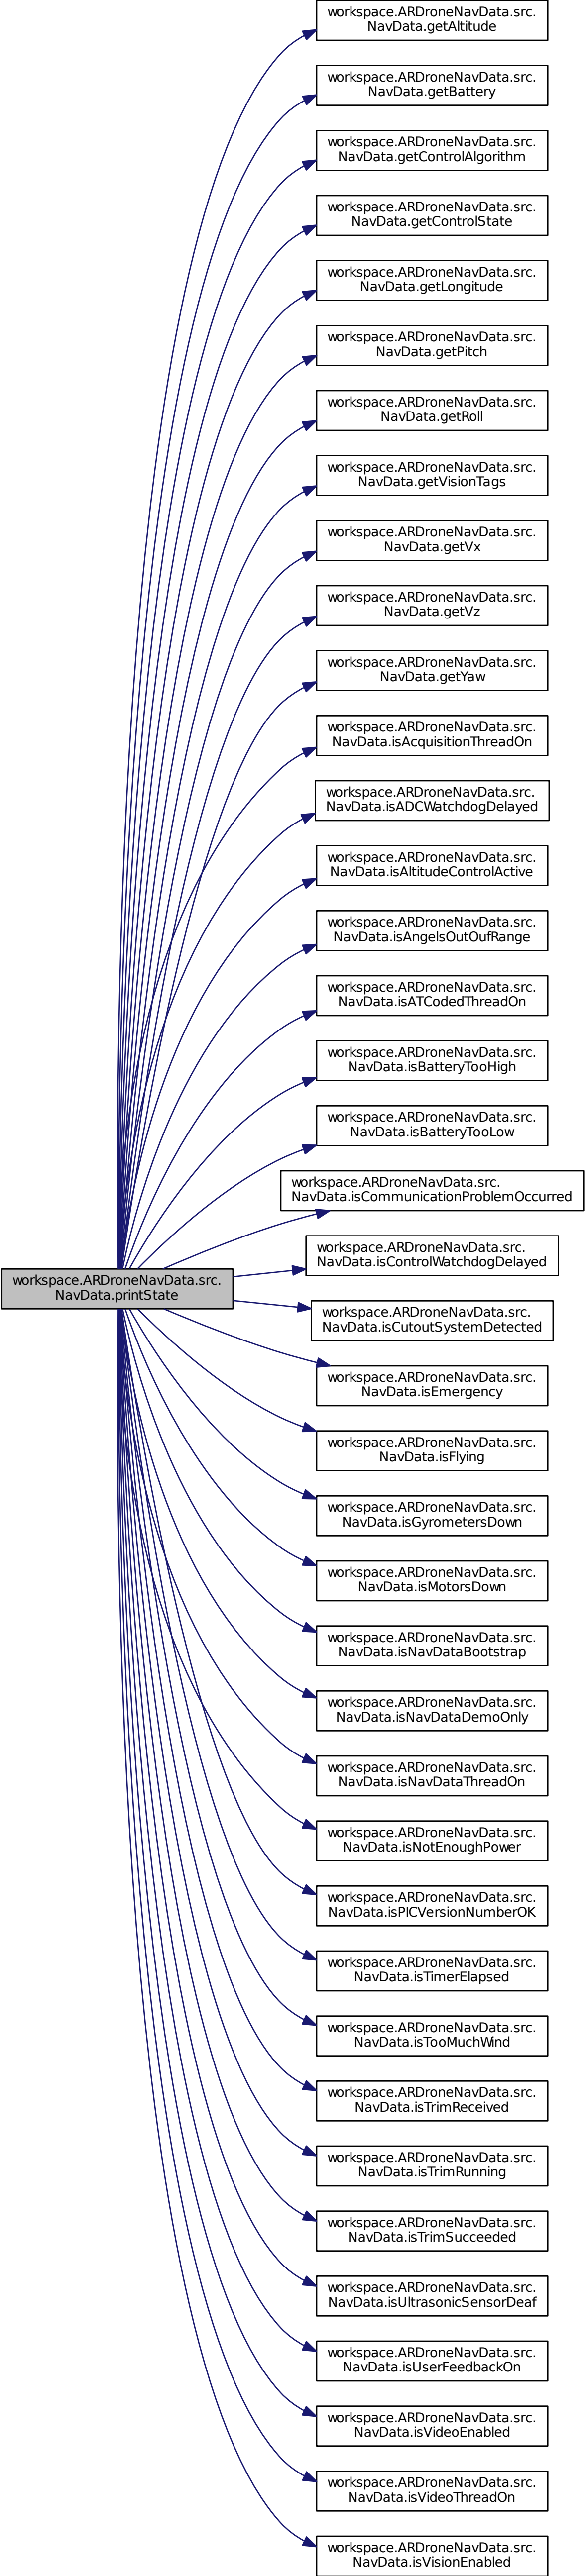 workspace.ARDroneNavData.src.
NavData.getAltitude
workspace.ARDroneNavData.src.
NavData.getBattery
workspace.ARDroneNavData.src.
NavData.getControlAlgorithm
workspace.ARDroneNavData.src.
NavData.getControlState
workspace.ARDroneNavData.src.
NavData.getLongitude
workspace.ARDroneNavData.src.
NavData.getPitch
workspace.ARDroneNavData.src.
NavData.getRoll
workspace.ARDroneNavData.src.
NavData.getVisionTags
workspace.ARDroneNavData.src.
NavData.getVx
workspace.ARDroneNavData.src.
NavData.getVz
workspace.ARDroneNavData.src.
NavData.getYaw
workspace.ARDroneNavData.src.
NavData.isAcquisitionThreadOn
workspace.ARDroneNavData.src.
NavData.isADCWatchdogDelayed
workspace.ARDroneNavData.src.
NavData.isAltitudeControlActive
workspace.ARDroneNavData.src.
NavData.isAngelsOutOufRange
workspace.ARDroneNavData.src.
NavData.isATCodedThreadOn
workspace.ARDroneNavData.src.
NavData.isBatteryTooHigh
workspace.ARDroneNavData.src.
NavData.isBatteryTooLow
workspace.ARDroneNavData.src.
NavData.isCommunicationProblemOccurred
workspace.ARDroneNavData.src.
NavData.isControlWatchdogDelayed
workspace.ARDroneNavData.src.
NavData.printState
workspace.ARDroneNavData.src.
NavData.isCutoutSystemDetected
workspace.ARDroneNavData.src.
NavData.isEmergency
workspace.ARDroneNavData.src.
NavData.isFlying
workspace.ARDroneNavData.src.
NavData.isGyrometersDown
workspace.ARDroneNavData.src.
NavData.isMotorsDown
workspace.ARDroneNavData.src.
NavData.isNavDataBootstrap
workspace.ARDroneNavData.src.
NavData.isNavDataDemoOnly
workspace.ARDroneNavData.src.
NavData.isNavDataThreadOn
workspace.ARDroneNavData.src.
NavData.isNotEnoughPower
workspace.ARDroneNavData.src.
NavData.isPICVersionNumberOK
workspace.ARDroneNavData.src.
NavData.isTimerElapsed
workspace.ARDroneNavData.src.
NavData.isTooMuchWind
workspace.ARDroneNavData.src.
NavData.isTrimReceived
workspace.ARDroneNavData.src.
NavData.isTrimRunning
workspace.ARDroneNavData.src.
NavData.isTrimSucceeded
workspace.ARDroneNavData.src.
NavData.isUltrasonicSensorDeaf
workspace.ARDroneNavData.src.
NavData.isUserFeedbackOn
workspace.ARDroneNavData.src.
NavData.isVideoEnabled
workspace.ARDroneNavData.src.
NavData.isVideoThreadOn
workspace.ARDroneNavData.src.
NavData.isVisionEnabled